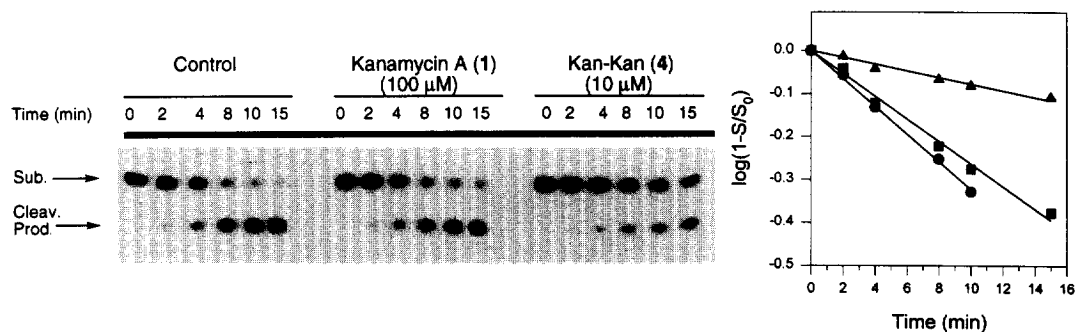 Control
Kanamycin A (1)
(100 μM)
Kan-Kan (4)
(10 μM)
Time (min)
0 2 4 8 10 15
0 2 4 8 10 15
0 2 4 8 10 15
Sub.
Cleav.
Prod.
log(1-S/S0)
0.0
-0.1
-0.2
-0.3
-0.4
-0.5
0 2 4 6 8 10 12 14 16
Time (min)